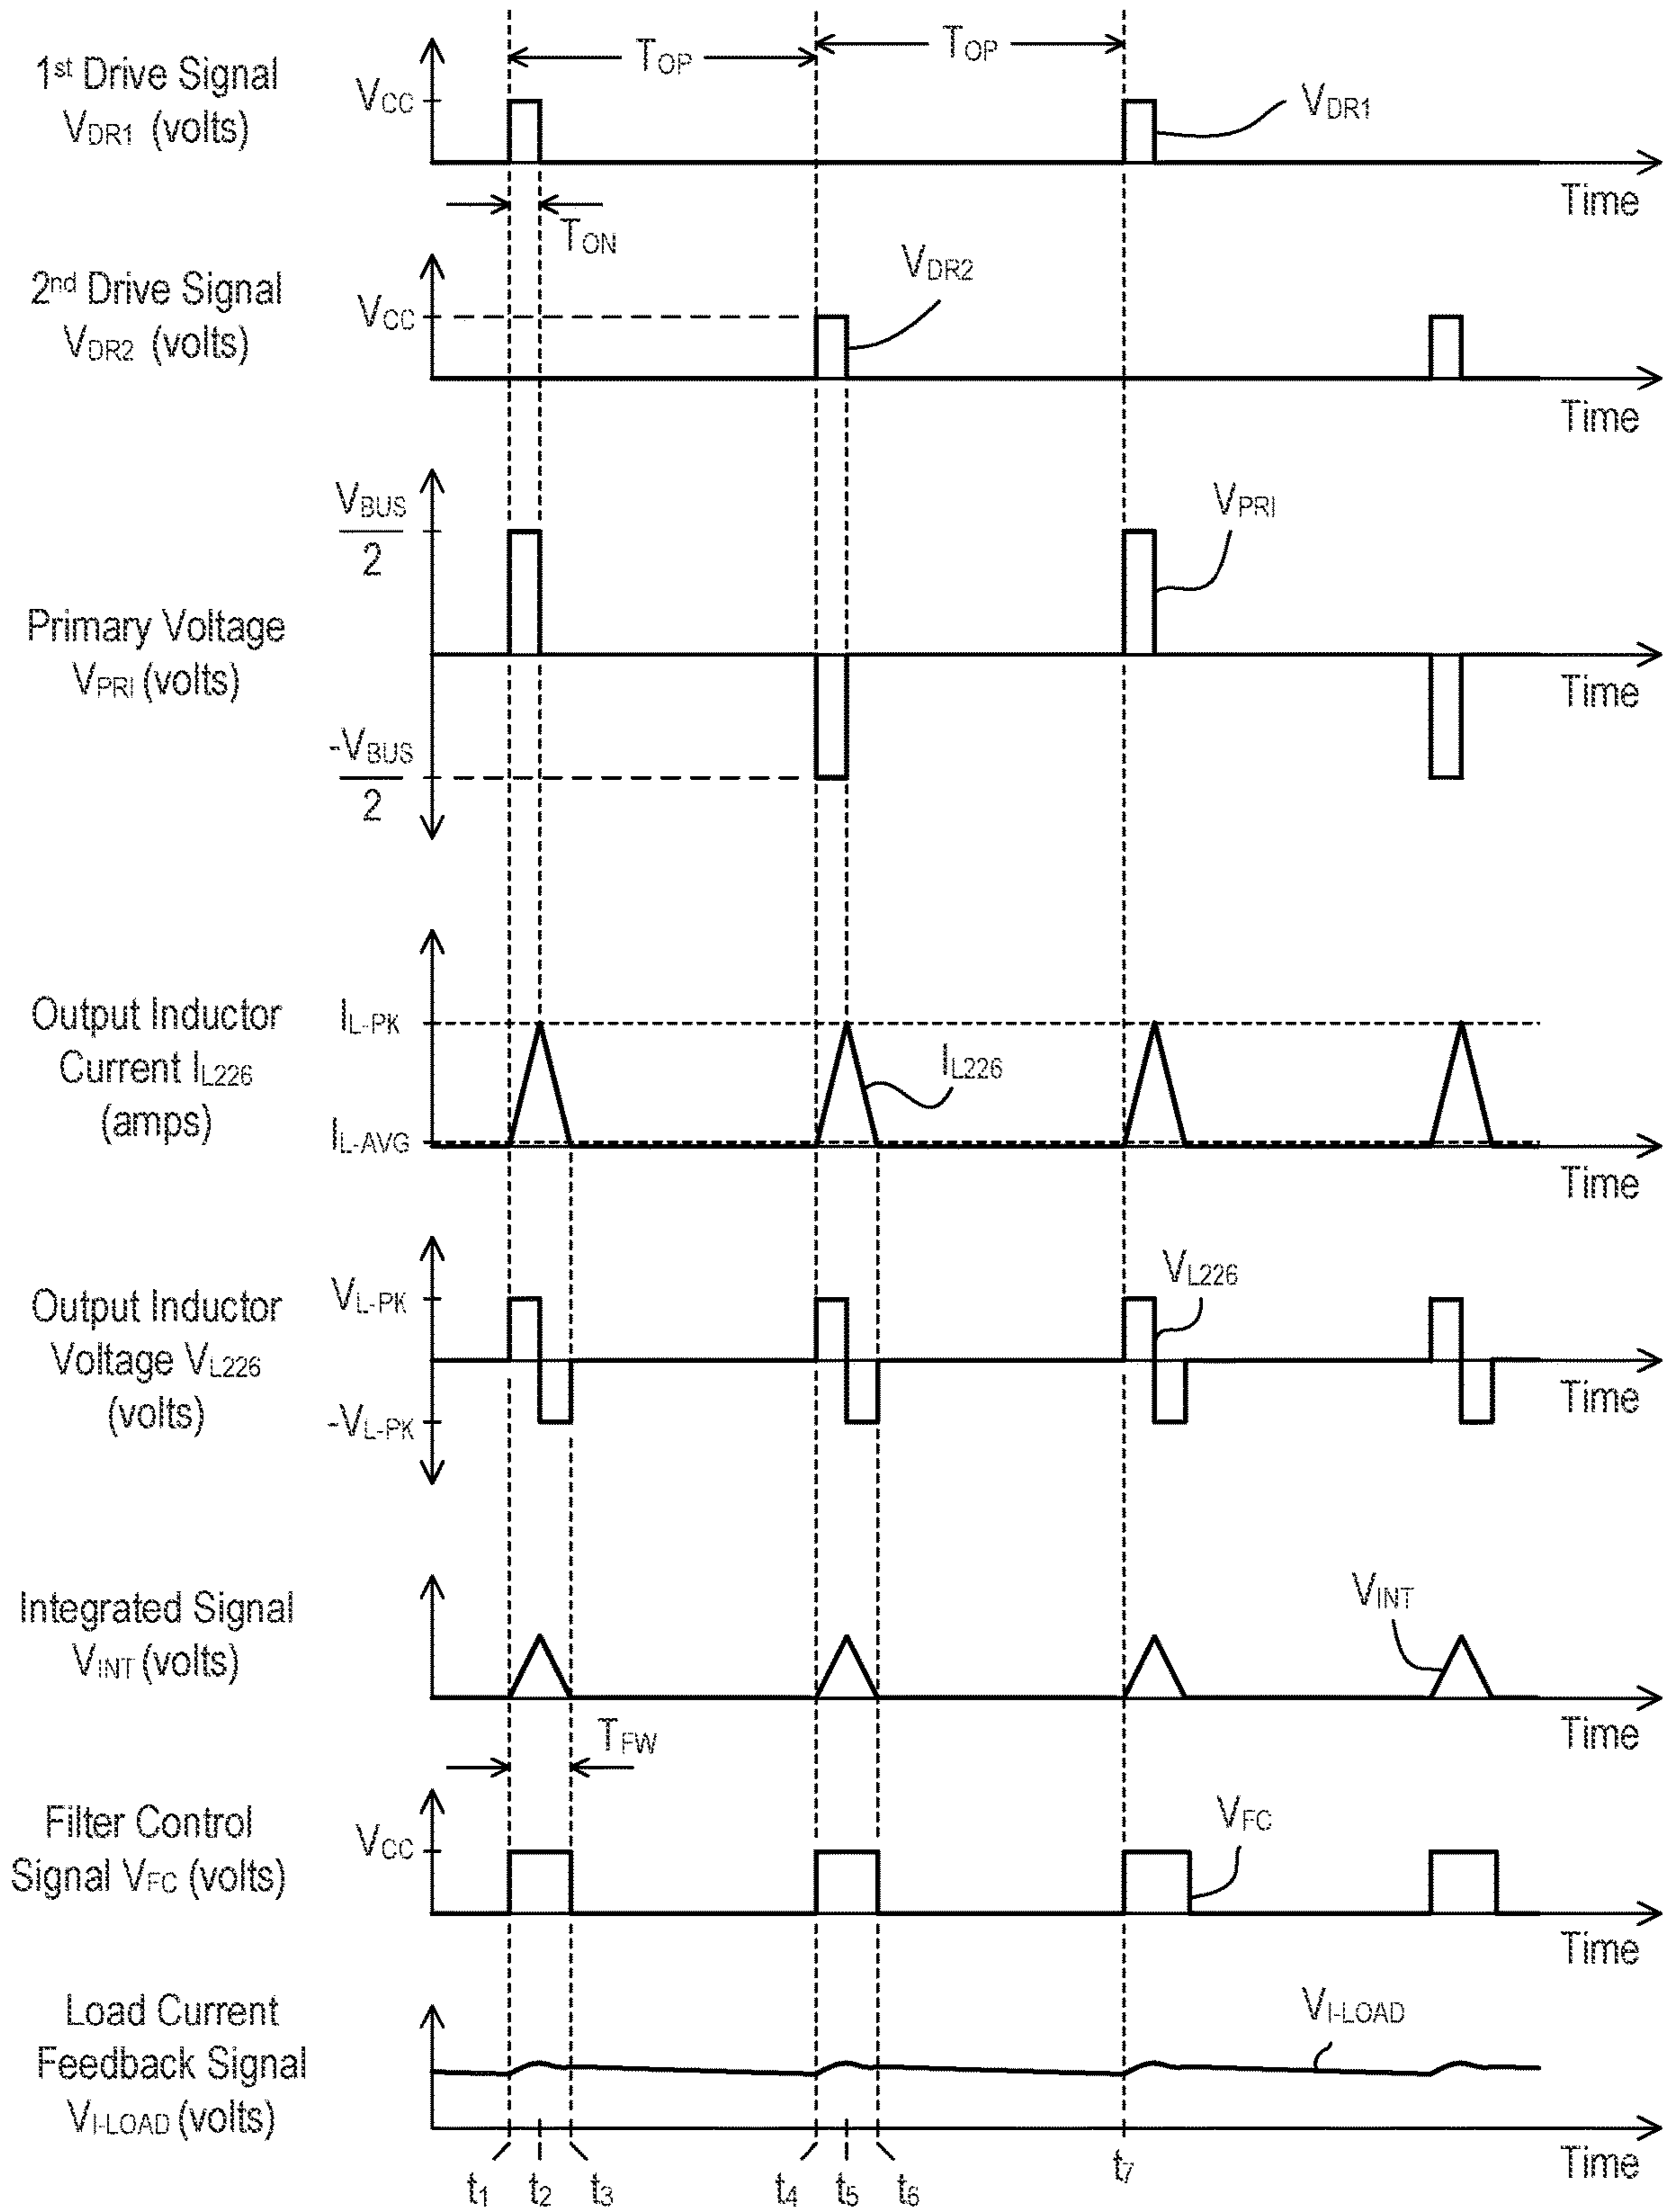 1st Drive Signal
VDR1 (volts)
VCC
TOP
TOP
VDR1
Time
TON
2nd Drive Signal
VDR2 (volts)
VCC
VDR2
Time
Primary Voltage
VPRI (volts)
VBUS
2
-VBUS
2
VPRI
Time
Output Inductor
Current IL226
(amps)
IL-PK
IL-AVG
IL226
Time
Output Inductor
Voltage VL226
(volts)
VL-PK
-VL-PK
VL226
Time
Integrated Signal
VINT (volts)
VINT
Time
TFW
Filter Control
Signal VFC (volts)
VCC
VFC
Time
Load Current
Feedback Signal
VI-LOAD (volts)
VI-LOAD
Time
t1 t2 t3 t4 t5 t6 t7